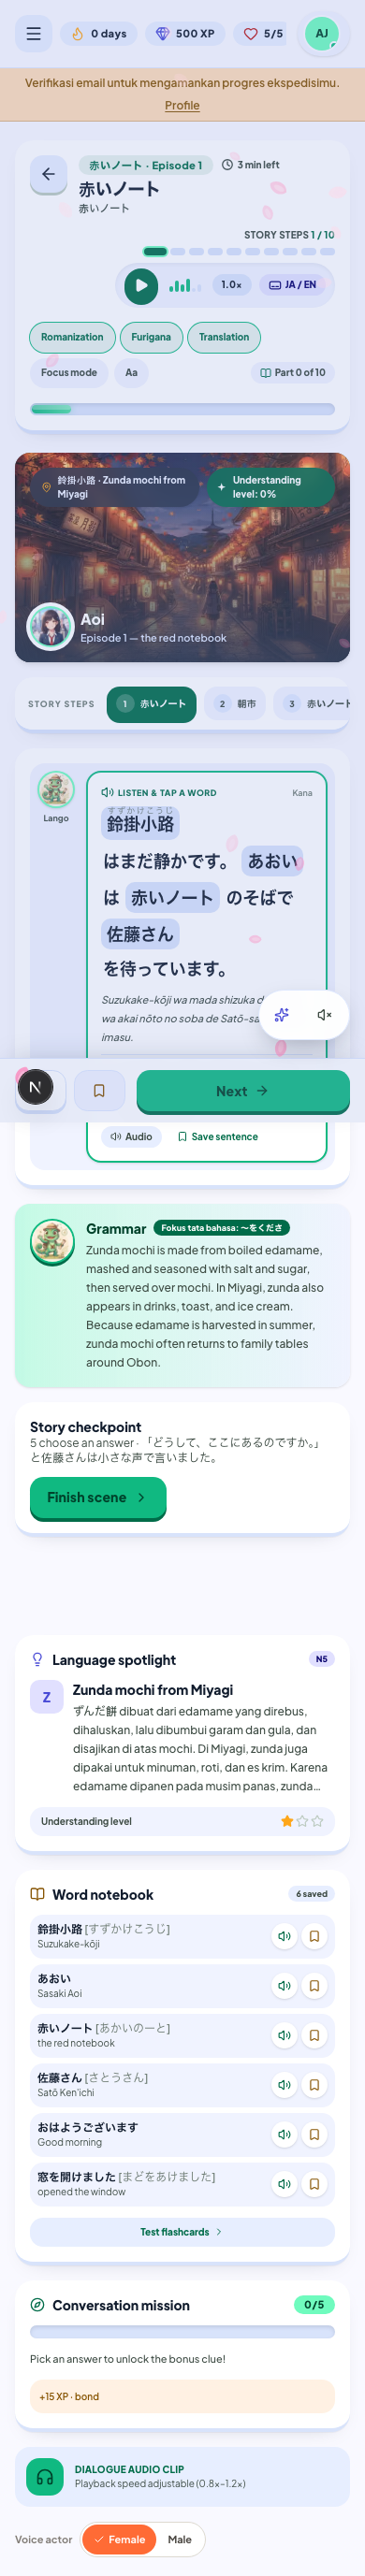 0 days
500 XP
5/5
AJ
Verifikasi email untuk mengamankan progres ekspedisimu.
Profile
赤いノート · Episode 1
3 min left
赤いノート
赤いノート
STORY STEPS 1 / 10
1.0×
JA / EN
Romanization
Furigana
Translation
Focus mode
Aa
Part 0 of 10
鈴掛小路 · Zunda mochi from
Miyagi
Understanding
level: 0%
Aoi
Episode 1 — the red notebook
STORY STEPS
1 赤いノート
2 朝市
3 赤いノート
Lango
LISTEN & TAP A WORD
Kana
すずかけこうじ
鈴掛小路
はまだ静かです。 あおい
は 赤いノート のそばで
佐藤さん
を待っています。
Suzukake-kōji wa mada shizuka
wa akai nōto no soba de Satō-sa
imasu.
N
Next
Audio
Save sentence
Grammar
Fokus tata bahasa: 〜をくださ
Zunda mochi is made from boiled edamame,
mashed and seasoned with salt and sugar,
then served over mochi. In Miyagi, zunda also
appears in drinks, toast, and ice cream.
Because edamame is harvested in summer,
zunda mochi often returns to family tables
around Obon.
Story checkpoint
5 choose an answer · 「どうして、ここにあるのですか。」
と佐藤さんは小さな声で言いました。
Finish scene
Language spotlight
N5
Z
Zunda mochi from Miyagi
ずんだ餅 dibuat dari edamame yang direbus,
dihaluskan, lalu dibumbui garam dan gula, dan
disajikan di atas mochi. Di Miyagi, zunda juga
dipakai untuk minuman, roti, dan es krim. Karena
edamame dipanen pada musim panas, zunda…
Understanding level
Word notebook
6 saved
鈴掛小路 [すずかけこうじ]
Suzukake-kōji
あおい
Sasaki Aoi
赤いノート [あかいのーと]
the red notebook
佐藤さん [さとうさん]
Satō Ken'ichi
おはようございます
Good morning
窓を開けました [まどをあけました]
opened the window
Test flashcards
Conversation mission
0/5
Pick an answer to unlock the bonus clue!
+15 XP · bond
DIALOGUE AUDIO CLIP
Playback speed adjustable (0.8×–1.2×)
Voice actor
Female
Male